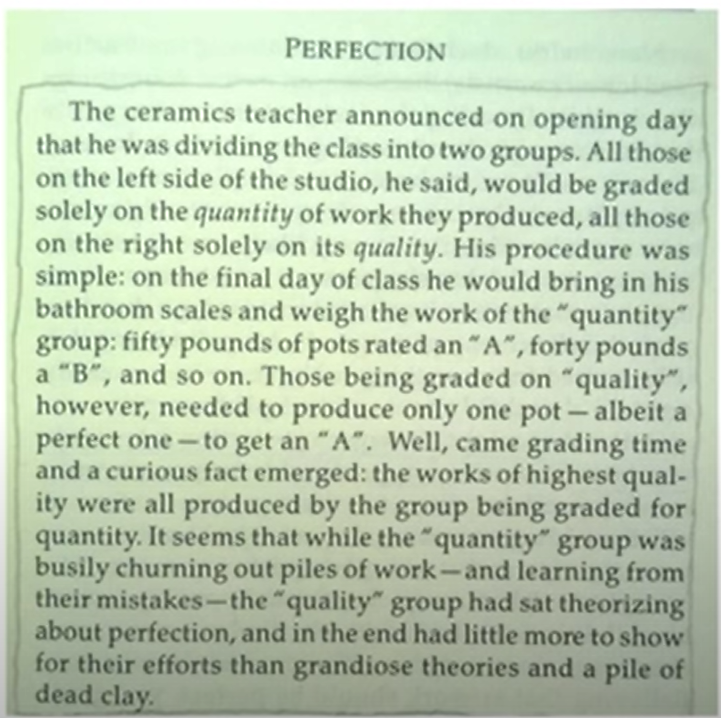 PERFECTION
The ceramics teacher announced on opening day
that he was dividing the class into two groups. All those
on the left side of the studio, he said, would be graded
solely on the quantity of work they produced, all those
on the right solely on its quality. His procedure was
simple: on the final day of class he would bring in his
bathroom scales and weigh the work of the "quantity"
group: fifty pounds of pots rated an "A", forty pounds
a "B", and so on. Those being graded on "quality",
however, needed to produce only one pot — albeit a
perfect one — to get an "A". Well, came grading time
and a curious fact emerged: the works of highest qual-
ity were all produced by the group being graded for
quantity. It seems that while the "quantity" group was
busily churning out piles of work—and learning from
their mistakes—the "quality" group had sat theorizing
about perfection, and in the end had little more to show
for their efforts than grandiose theories and a pile of
dead clay.